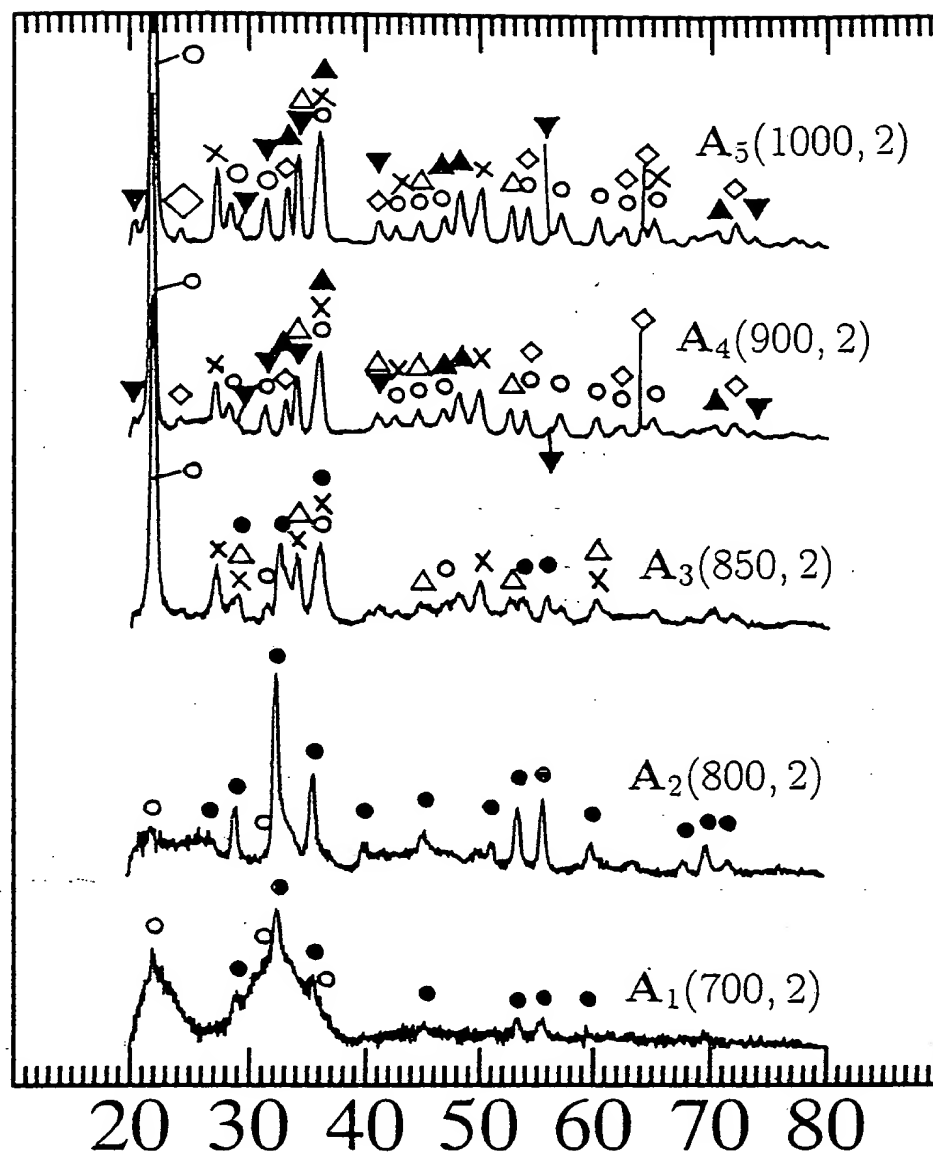 A₅(1000, 2)
A₄(900, 2)
A₃(850, 2)
A₂(800, 2)
A₁(700, 2)
20 30 40 50 60 70 80